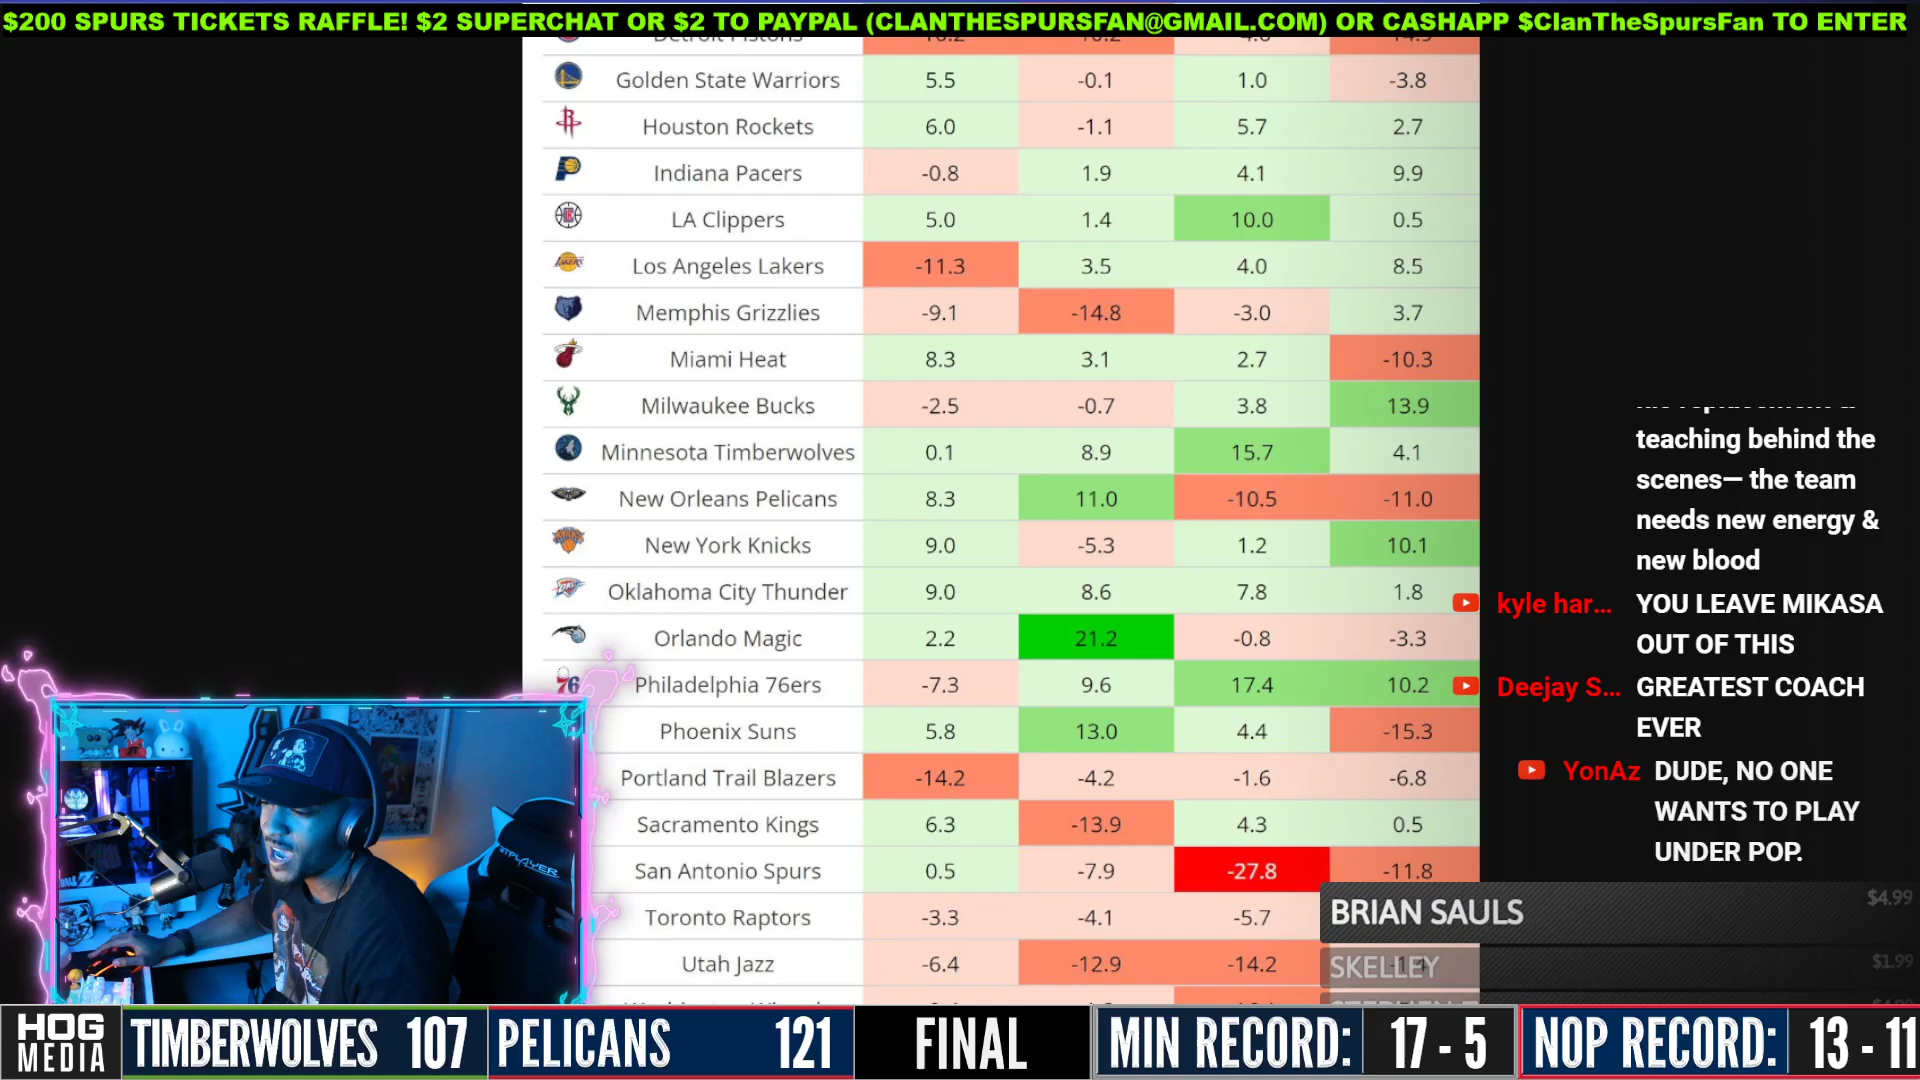 $200 SPURS TICKETS RAFFLE! $2 SUPERCHAT OR $2 TO PAYPAL (CLANTHESPURSFAN@GMAIL.COM) OR CASHAPP $ClanTheSpursFan TO ENTER
Detroit Pistons
Golden State Warriors 5.5 -0.1 1.0 -3.8
Houston Rockets 6.0 -1.1 5.7 2.7
Indiana Pacers -0.8 1.9 4.1 9.9
LA Clippers 5.0 1.4 10.0 0.5
Los Angeles Lakers -11.3 3.5 4.0 8.5
Memphis Grizzlies -9.1 -14.8 -3.0 3.7
Miami Heat 8.3 3.1 2.7 -10.3
Milwaukee Bucks -2.5 -0.7 3.8 13.9
Minnesota Timberwolves 0.1 8.9 15.7 4.1
New Orleans Pelicans 8.3 11.0 -10.5 -11.0
New York Knicks 9.0 -5.3 1.2 10.1
Oklahoma City Thunder 9.0 8.6 7.8 1.8
Orlando Magic 2.2 21.2 -0.8 -3.3
76 Philadelphia 76ers -7.3 9.6 17.4 10.2
Phoenix Suns 5.8 13.0 4.4 -15.3
Portland Trail Blazers -14.2 -4.2 -1.6 -6.8
Sacramento Kings 6.3 -13.9 4.3 0.5
San Antonio Spurs 0.5 -7.9 -27.8 -11.8
Toronto Raptors -3.3 -4.1 -5.7
Utah Jazz -6.4 -12.9 -14.2
teaching behind the
scenes— the team
needs new energy &
new blood
kyle har... YOU LEAVE MIKASA
OUT OF THIS
Deejay S... GREATEST COACH
EVER
YonAz DUDE, NO ONE
WANTS TO PLAY
UNDER POP.
BRIAN SAULS $4.99
SKELLEY $1.99
HOG
MEDIA
TIMBERWOLVES 107 PELICANS 121 FINAL MIN RECORD: 17 - 5 NOP RECORD: 13 - 11